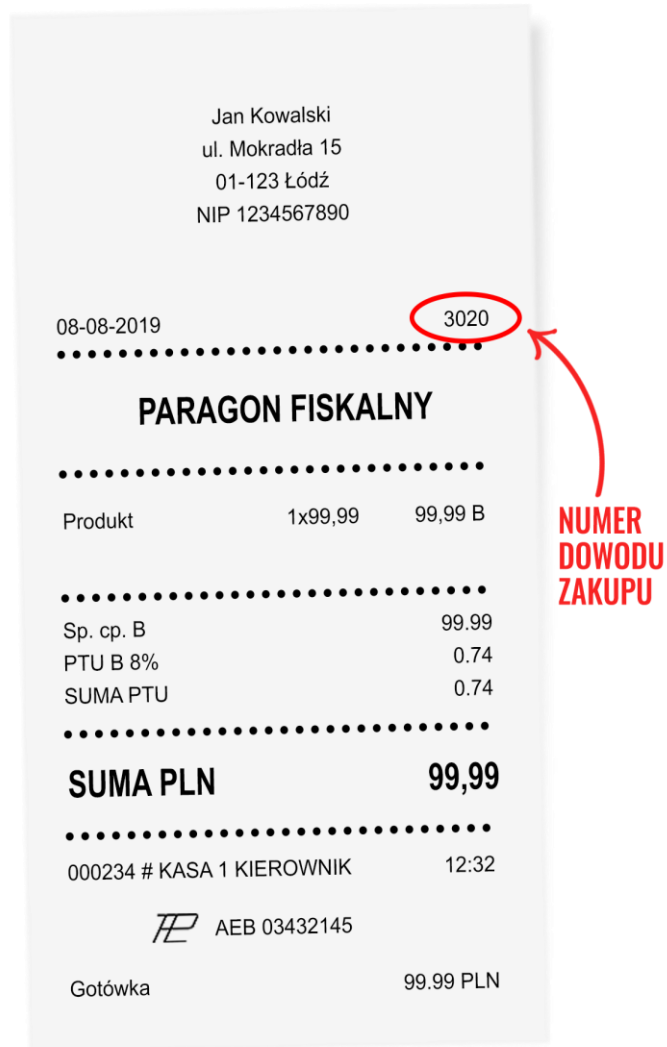 Jan Kowalski
ul. Mokradła 15
01-123 Łódź
NIP 1234567890
08-08-2019 3020
PARAGON FISKALNY
Produkt 1x99,99 99,99 B
NUMER
DOWODU
ZAKUPU
Sp. cp. B 99.99
PTU B 8% 0.74
SUMA PTU 0.74
SUMA PLN 99,99
000234 # KASA 1 KIEROWNIK 12:32
AEB 03432145
Gotówka 99.99 PLN